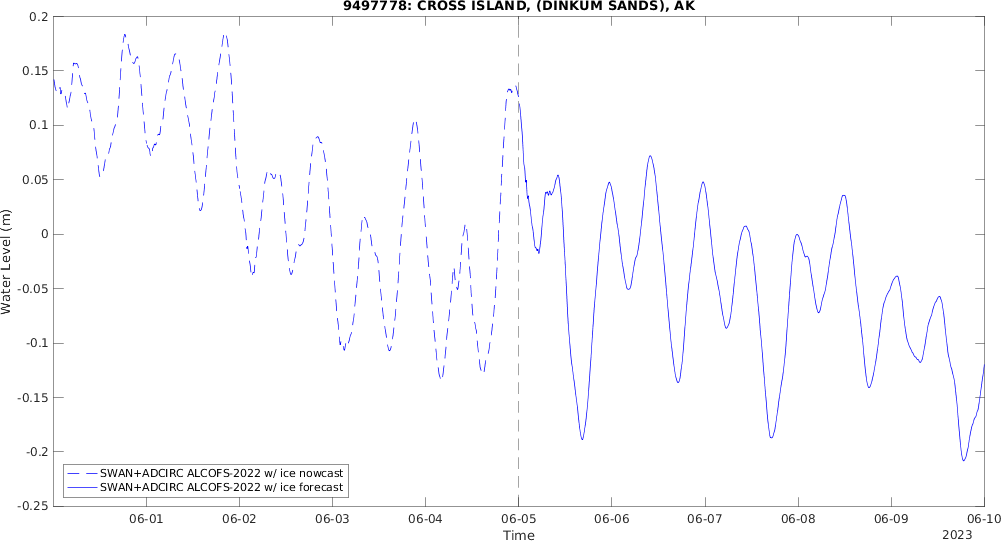 9497778: CROSS ISLAND, (DINKUM SANDS), AK
0.2
0.15
0.1
0.05
0
-0.05
-0.1
-0.15
-0.2
-0.25
Water Level (m)
SWAN+ADCIRC ALCOFS-2022 w/ ice nowcast
SWAN+ADCIRC ALCOFS-2022 w/ ice forecast
06-01 06-02 06-03 06-04 06-05 06-06 06-07 06-08 06-09 06-10
Time
2023